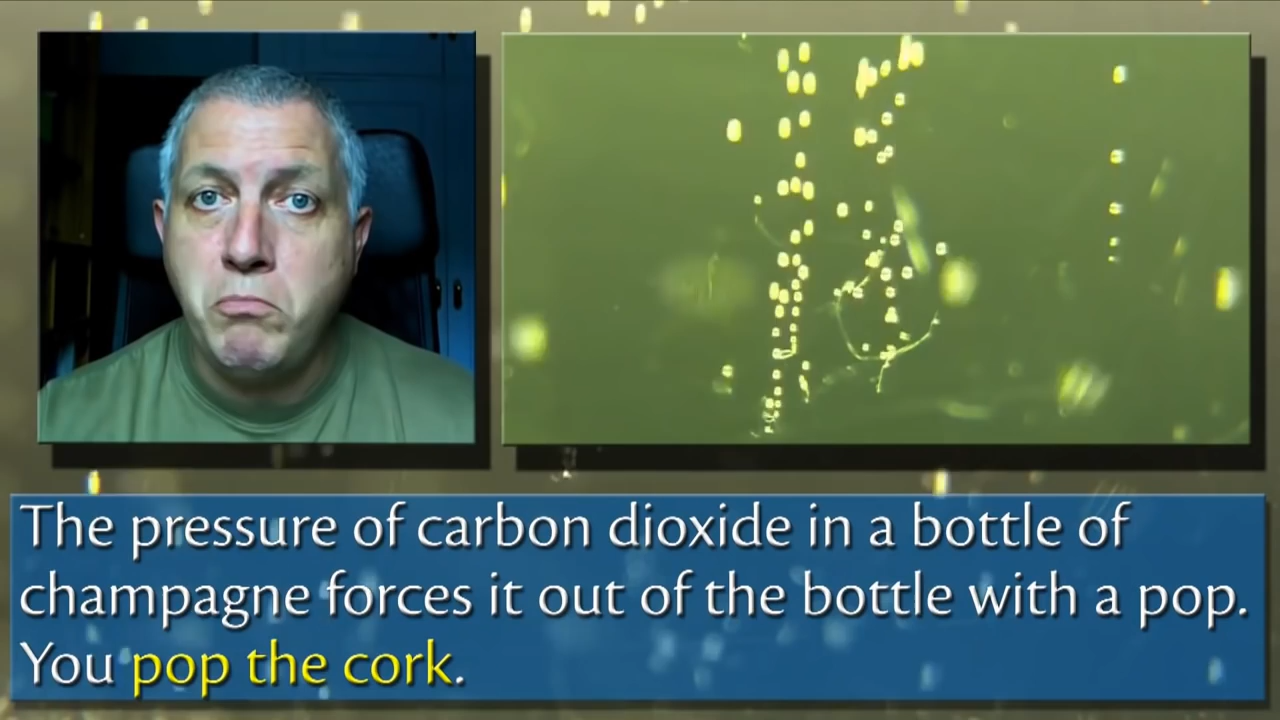 The pressure of carbon dioxide in a bottle of
champagne forces it out of the bottle with a pop.
You pop the cork.